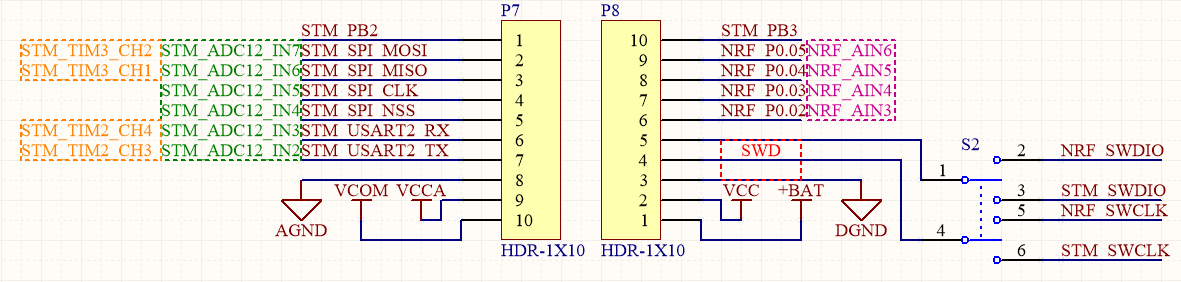 P7
P8
STM_PB2
1
10
STM_PB3
STM_TIM3_CH2 STM_ADC12_IN7 STM_SPI_MOSI
2
9
NRF_P0.05 NRF_AIN6
STM_TIM3_CH1 STM_ADC12_IN6 STM_SPI_MISO
3
8
NRF_P0.04 NRF_AIN5
STM_ADC12_IN5 STM_SPI_CLK
4
7
NRF_P0.03 NRF_AIN4
STM_ADC12_IN4 STM_SPI_NSS
5
6
NRF_P0.02 NRF_AIN3
STM_TIM2_CH4 STM_ADC12_IN3 STM_USART2_RX
6
5
STM_TIM2_CH3 STM_ADC12_IN2 STM_USART2_TX
7
4
SWD
8
3
VCOM VCCA
9
2
VCC +BAT
10
1
AGND
DGND
HDR-1X10
HDR-1X10
S2
2 NRF_SWDIO
1
3 STM_SWDIO
5 NRF_SWCLK
4
6 STM_SWCLK